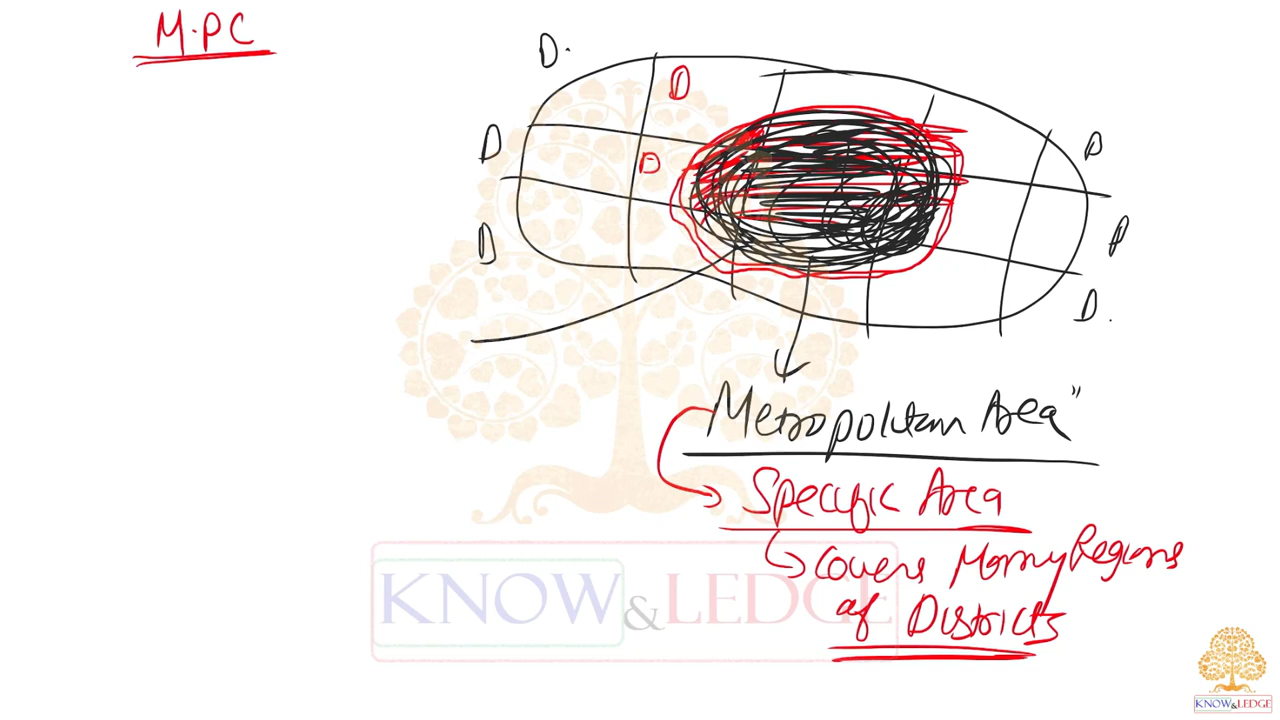 M.PC
D.
D
D
D
D
D
D
P
D.
Metropolitan Area"
Specific Area
Covers Many Regions
of Districts
KNOW&LEDGE
KNOW&LEDGE